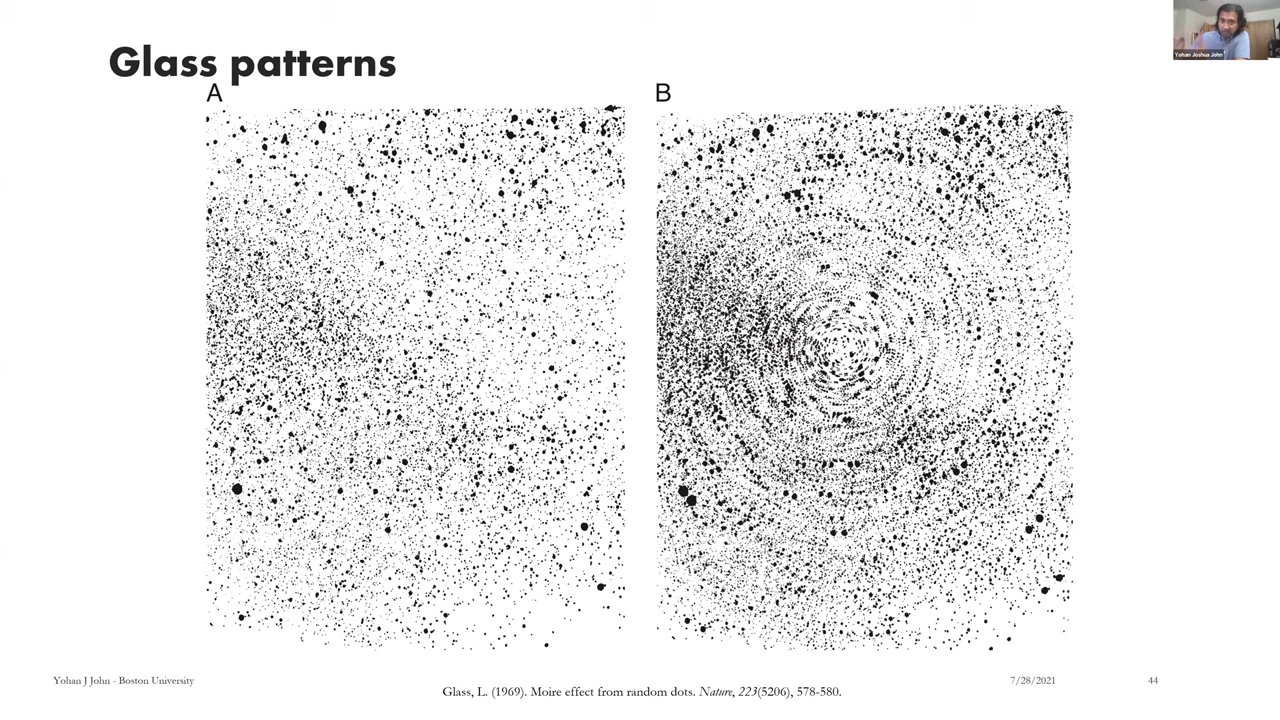 Yohan Joshua John
Glass patterns
A
B
Yohan J John - Boston University
7/28/2021
44
Glass, L. (1969). Moire effect from random dots. Nature, 223(5206), 578-580.